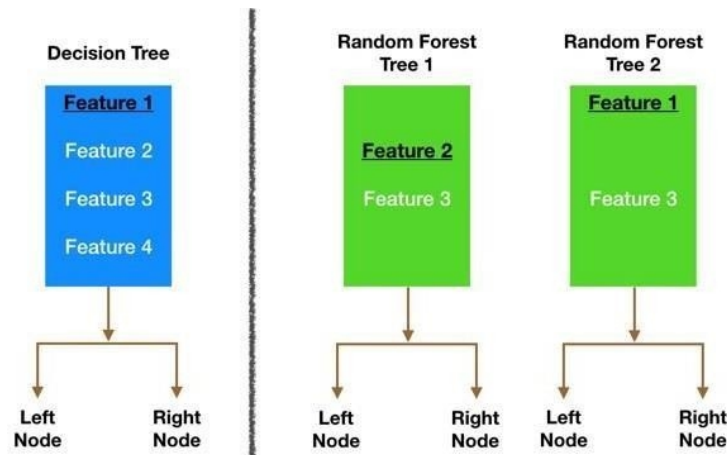 Decision Tree
Feature 1
Feature 2
Feature 3
Feature 4
Left
Node
Right
Node
Random Forest
Tree 1
Feature 2
Feature 3
Left
Node
Right
Node
Random Forest
Tree 2
Feature 1
Feature 3
Left
Node
Right
Node